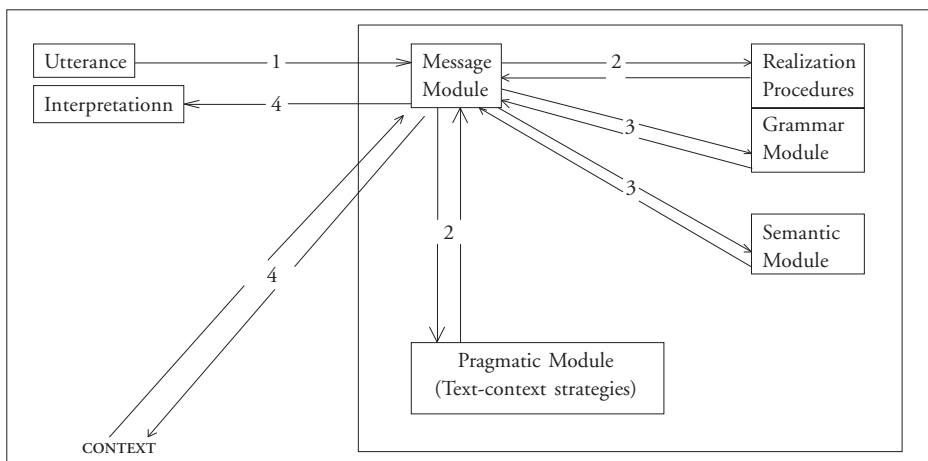 Utterance
1
Message
Module
2
Realization
Procedures
Interpretationn
4
Grammar
Module
3
3
Semantic
Module
2
4
Pragmatic Module
(Text-context strategies)
CONTEXT